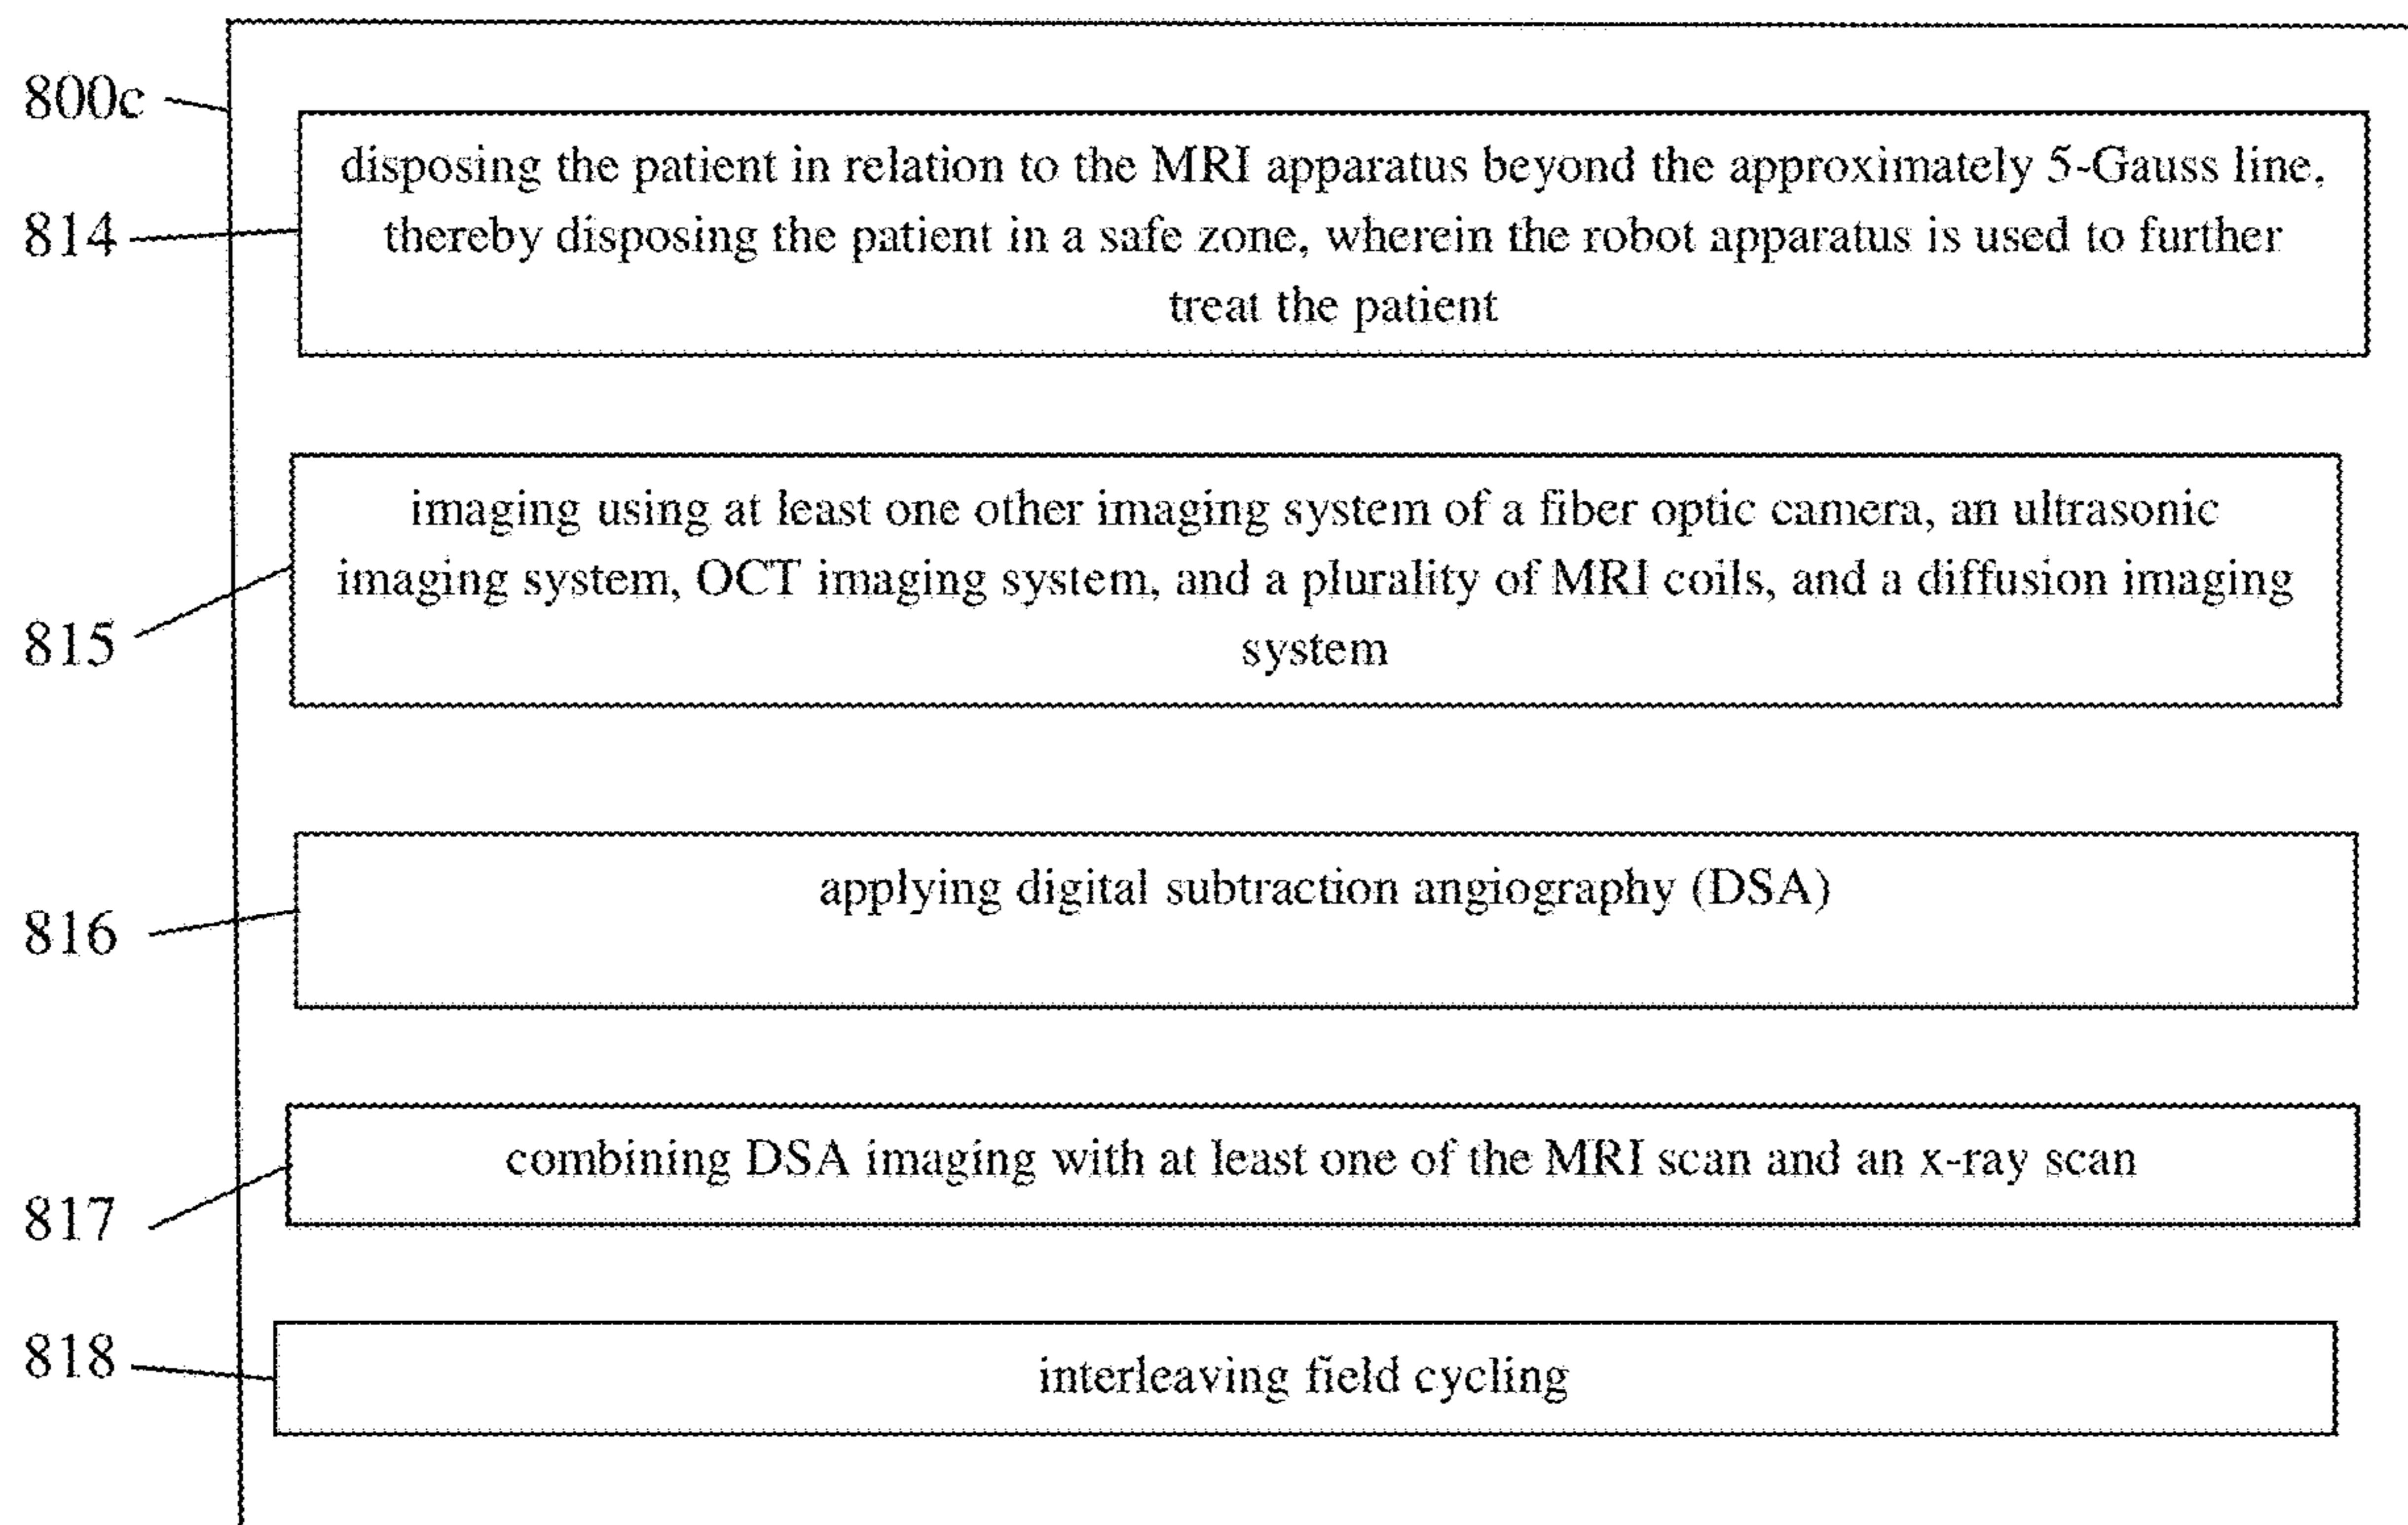 800c
disposing the patient in relation to the MRI apparatus beyond the approximately 5-Gauss line,
814
thereby disposing the patient in a safe zone, wherein the robot apparatus is used to further
treat the patient
imaging using at least one other imaging system of a fiber optic camera, an ultrasonic
imaging system, OCT imaging system, and a plurality of MRI coils, and a diffusion imaging
815
system
applying digital subtraction angiography (DSA)
816
combining DSA imaging with at least one of the MRI scan and an x-ray scan
817
818
interleaving field cycling